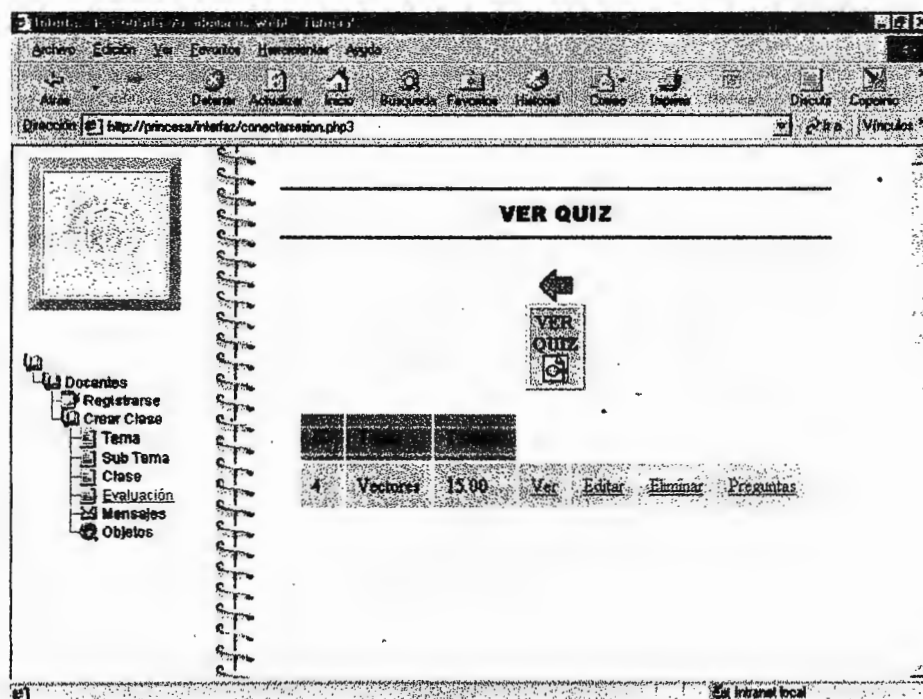 Archivo Edición Ver Favoritos Herramientas Ayuda
Atrás Detener Actualizar Inicio Búsqueda Favoritos Historial Correo Imprimir Discutir
Dirección http://princesa/interfaz/conectarsesion.php3 Ir a Vínculos
VER QUIZ
VER
QUIZ
Docentes
Registrarse
Crear Clase
Tema
Sub Tema
Clase
Evaluación
Mensajes
Objetos
4 Vectores 15.00 Ver Editar Eliminar Preguntas
Intranet local